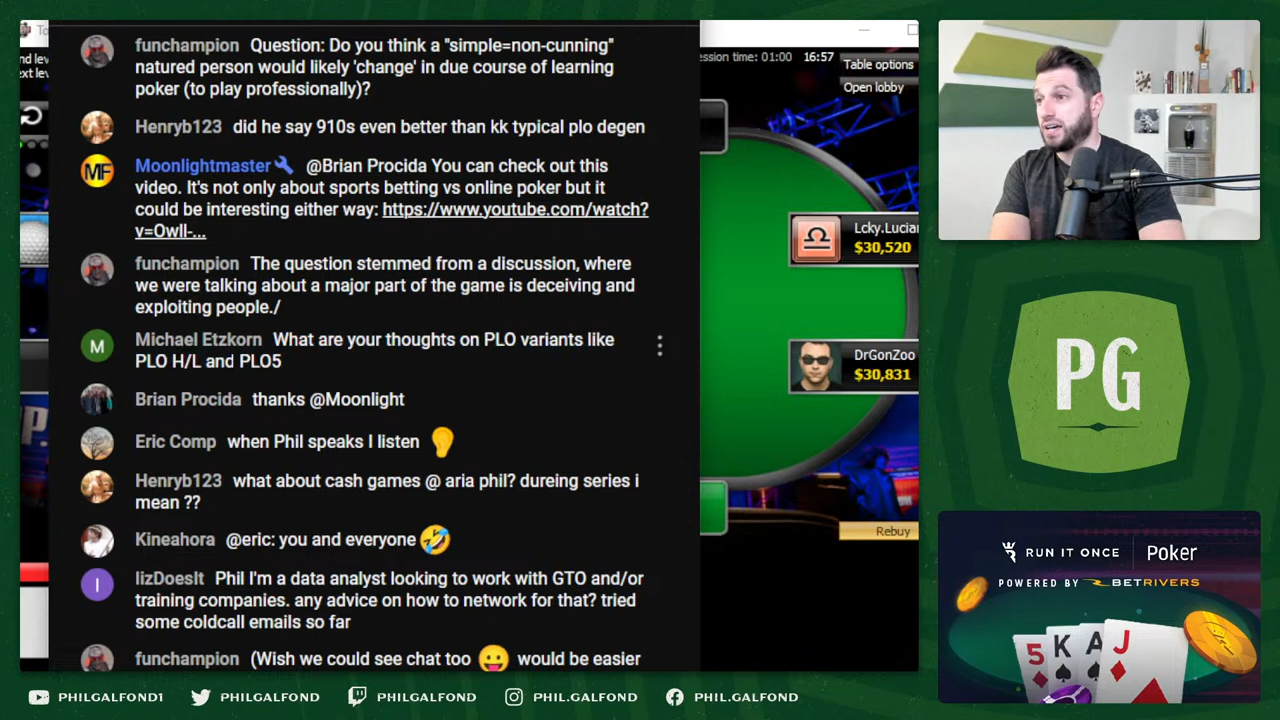 funchampion Question: Do you think a "simple=non-cunning"
natured person would likely 'change' in due course of learning
poker (to play professionally)?
Henryb123 did he say 910s even better than kk typical plo degen
Moonlightmaster @Brian Procida You can check out this
video. It's not only about sports betting vs online poker but it
could be interesting either way: https://www.youtube.com/watch?
v=OwlI-...
funchampion The question stemmed from a discussion, where
we were talking about a major part of the game is deceiving and
exploiting people./
Michael Etzkorn What are your thoughts on PLO variants like
PLO H/L and PLO5
Brian Procida thanks @Moonlight
Eric Comp when Phil speaks I listen
Henryb123 what about cash games @ aria phil? dureing series i
mean ??
Kineahora @eric: you and everyone
IizDoesIt Phil I'm a data analyst looking to work with GTO and/or
training companies. any advice on how to network for that? tried
some coldcall emails so far
funchampion (Wish we could see chat too would be easier
MF
M
I
ession time: 01:00 16:57
Table options
Open lobby
Lcky.Lucian
$30,520
DrGonZoo
$30,831
Rebuy
PG
RUN IT ONCE Poker
POWERED BY BETRIVERS
5 K A J
PHILGALFOND1 PHILGALFOND PHILGALFOND PHIL.GALFOND PHIL.GALFOND